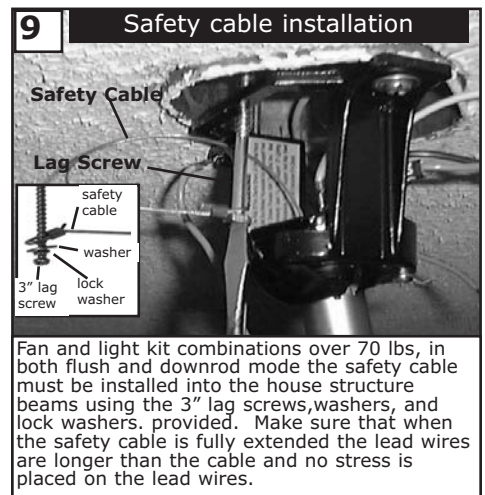 9
Safety cable installation
Safety Cable
Lag Screw
safety
cable
washer
3” lag
screw
lock
washer
Fan and light kit combinations over 70 lbs, in
both flush and downrod mode the safety cable
must be installed into the house structure
beams using the 3” lag screws,washers, and
lock washers. provided.  Make sure that when
the safety cable is fully extended the lead wires
are longer than the cable and no stress is
placed on the lead wires.